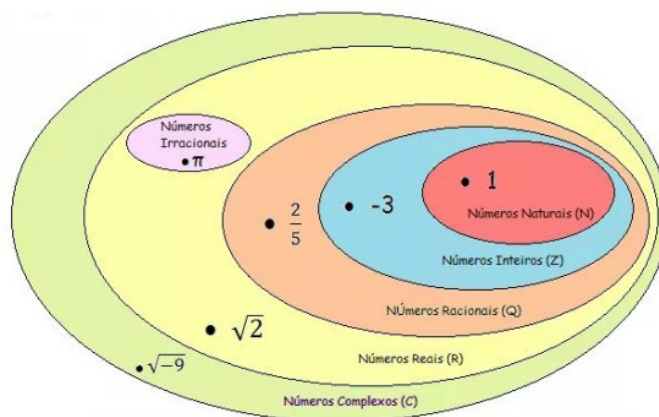 Números
Irracionais
• π
• 1
• -3
Números Naturais (N)
• 2/5
Números Inteiros (Z)
NÚmeros Racionais (Q)
• √2
Números Reais (R)
• √-9
Números Complexos (C)